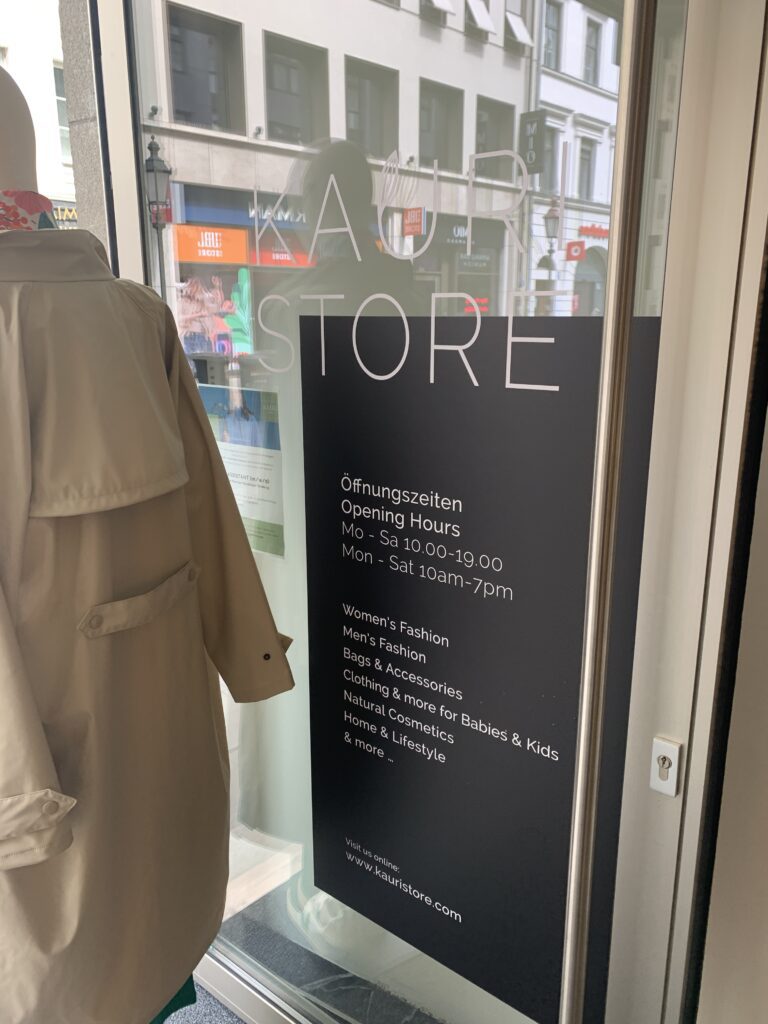 KAURI
STORE
Öffnungszeiten
Opening Hours
Mo - Sa 10.00-19.00
Mon - Sat 10am-7pm
Women's Fashion
Men's Fashion
Bags & Accessories
Clothing & more for Babies & Kids
Natural Cosmetics
Home & Lifestyle
& more ...
Visit us online:
www.kauristore.com